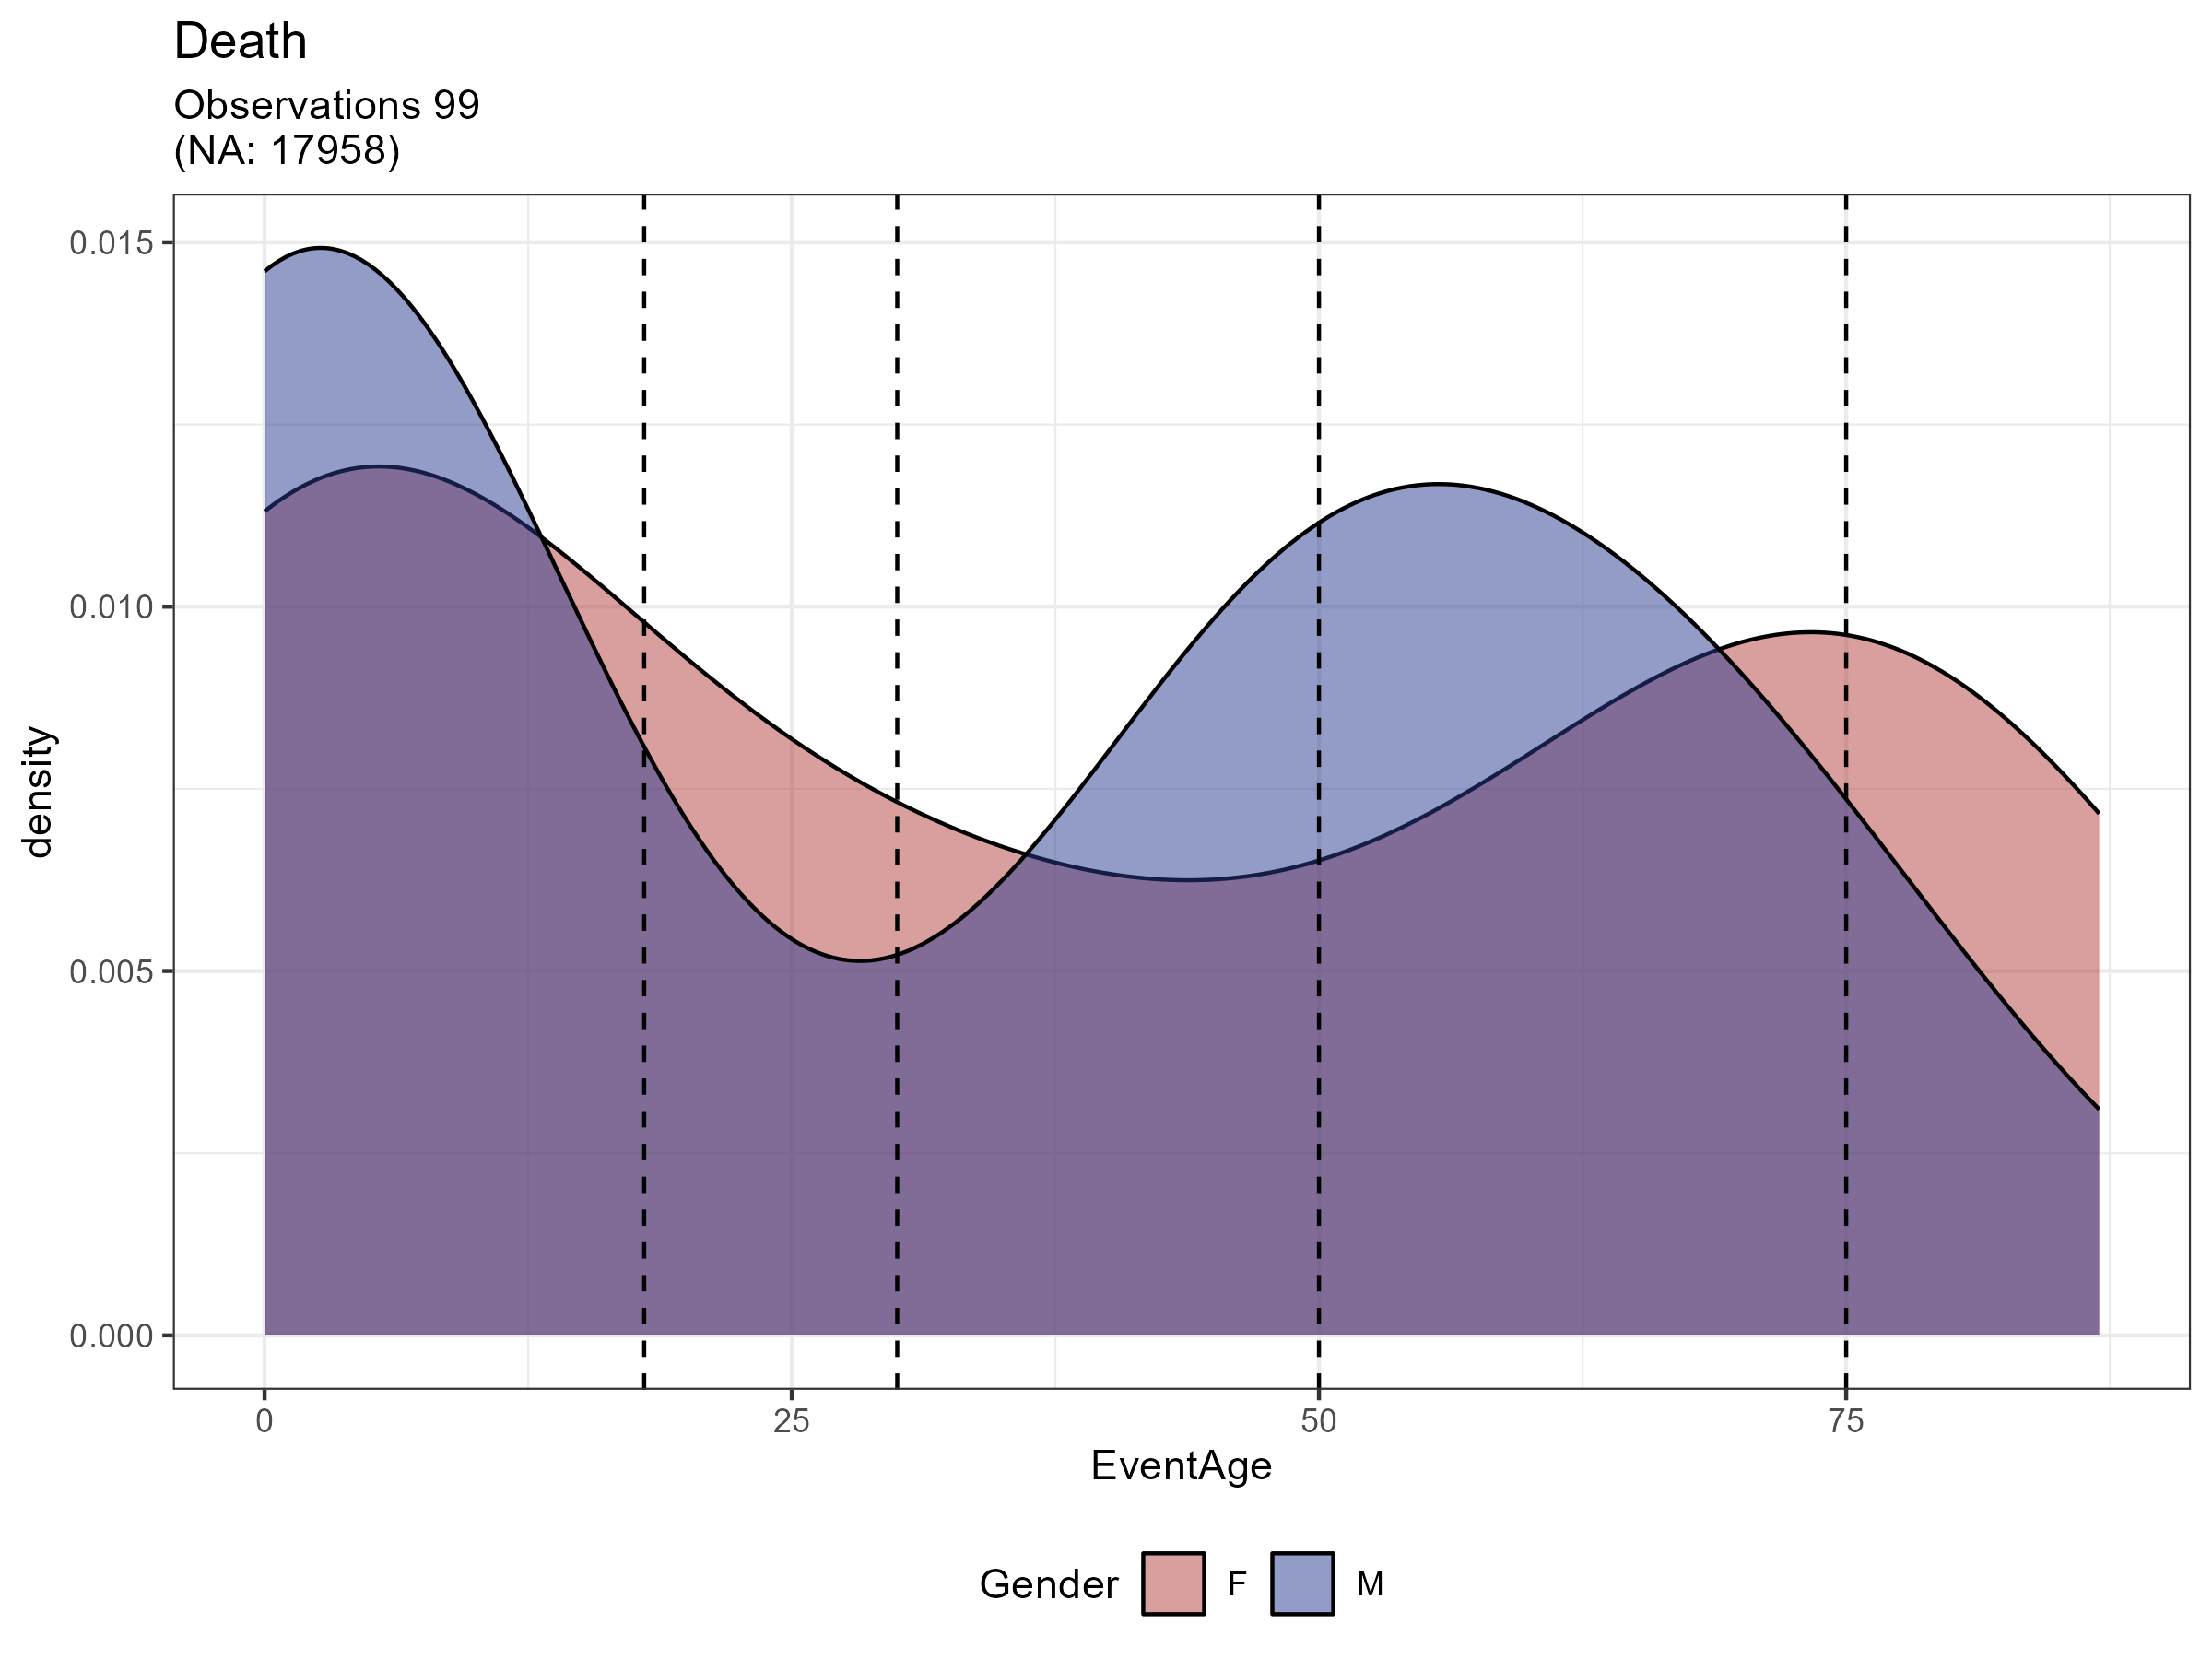 Death
Observations 99
(NA: 17958)
0.015
0.010
0.005
0.000
density
0 25 50 75
EventAge
Gender F M